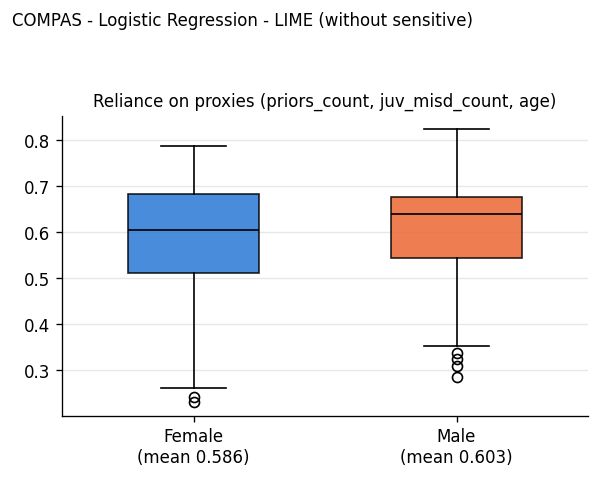 COMPAS - Logistic Regression - LIME (without sensitive)
Reliance on proxies (priors_count, juv_misd_count, age)
0.8
0.7
0.6
0.5
0.4
0.3
Female
(mean 0.586)
Male
(mean 0.603)